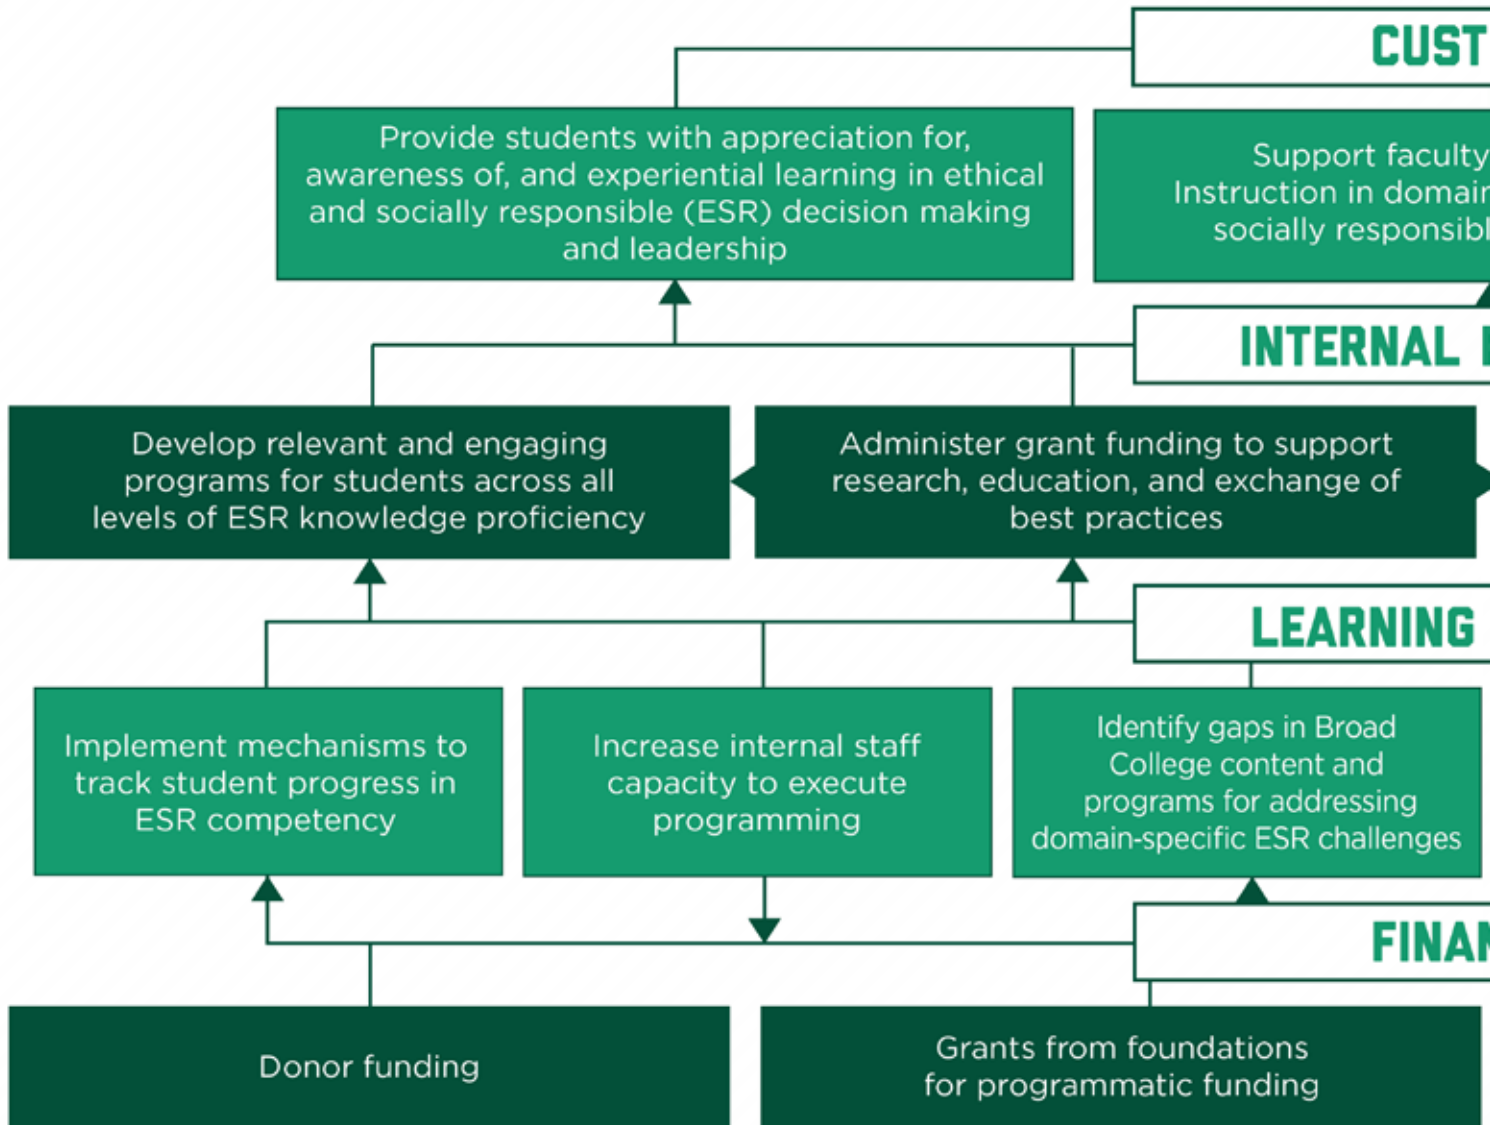 CUST
Provide students with appreciation for,
awareness of, and experiential learning in ethical
and socially responsible (ESR) decision making
and leadership
Support faculty
Instruction in domain
socially responsibl
INTERNAL
Develop relevant and engaging
programs for students across all
levels of ESR knowledge proficiency
Administer grant funding to support
research, education, and exchange of
best practices
LEARNING
Implement mechanisms to
track student progress in
ESR competency
Increase internal staff
capacity to execute
programming
Identify gaps in Broad
College content and
programs for addressing
domain-specific ESR challenges
FINAN
Donor funding
Grants from foundations
for programmatic funding